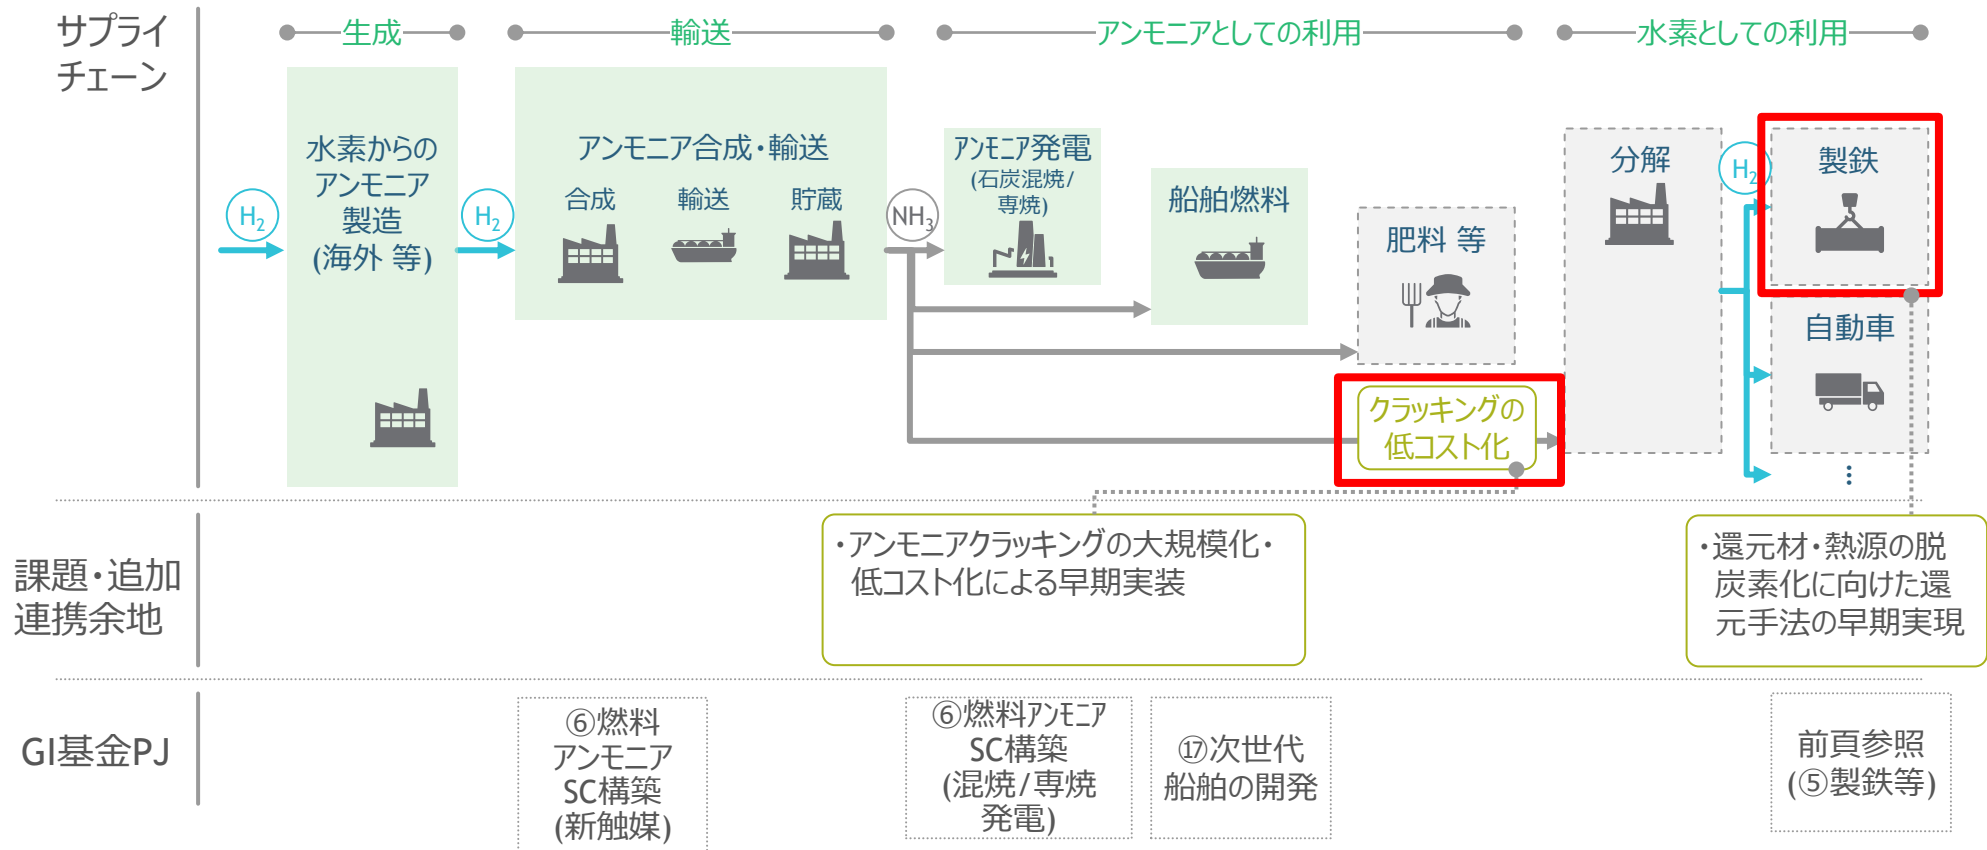 サプライ
チェーン
生成
輸送
アンモニアとしての利用
水素としての利用
H2
水素からの
アンモニア
製造
(海外 等)
H2
アンモニア合成・輸送
合成
輸送
貯蔵
NH3
アンモニア発電
(石炭混焼/
専焼)
船舶燃料
肥料 等
クラッキングの
低コスト化
分解
H2
製鉄
自動車
…
課題・追加
連携余地
・アンモニアクラッキングの大規模化・
低コスト化による早期実装
・還元材・熱源の脱
炭素化に向けた還
元手法の早期実現
GI基金PJ
⑥燃料
アンモニア
SC構築
(新触媒)
⑥燃料アンモニア
SC構築
(混焼/専焼
発電)
⑰次世代
船舶の開発
前頁参照
(⑤製鉄等)